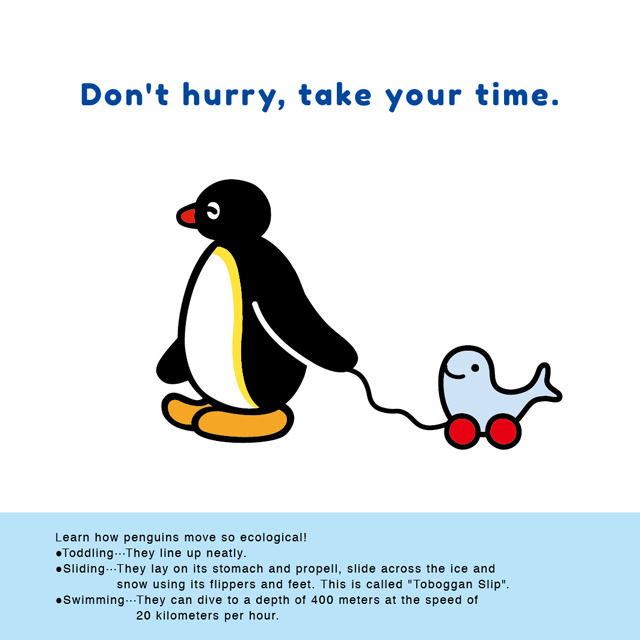 Don't hurry, take your time.
Learn how penguins move so ecological!
●Toddling···They line up neatly.
●Sliding···They lay on its stomach and propell, slide across the ice and
snow using its flippers and feet. This is called "Toboggan Slip".
●Swimming···They can dive to a depth of 400 meters at the speed of
20 kilometers per hour.